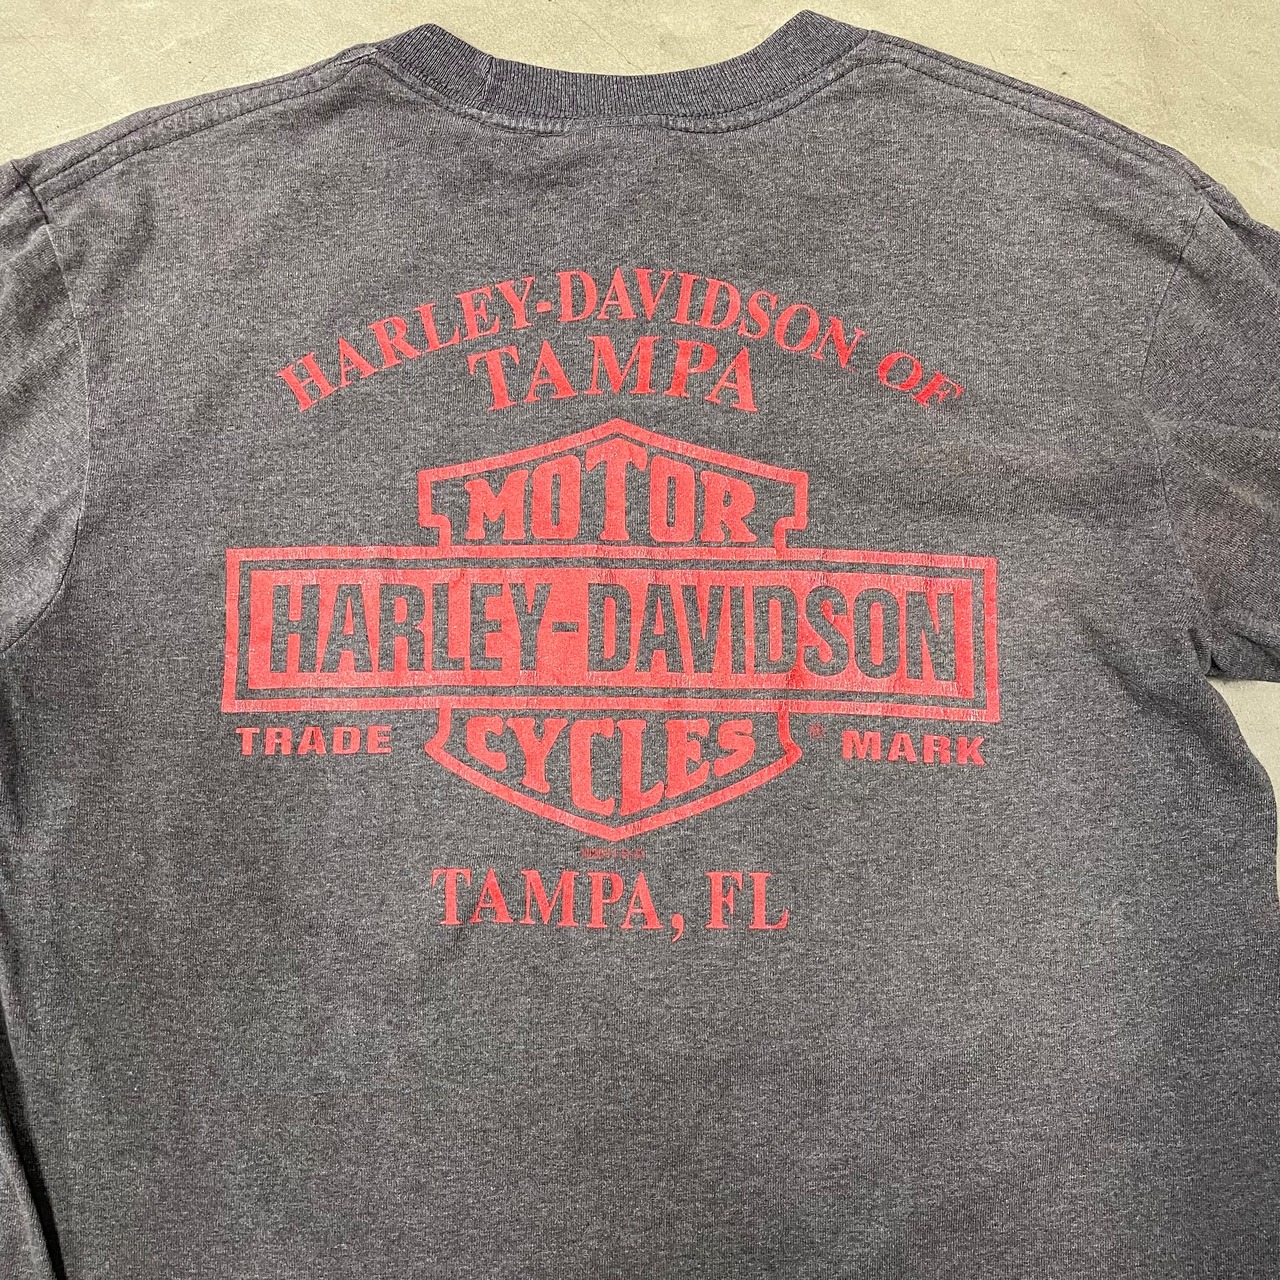 HARLEY-DAVIDSON OF
TAMPA
MOTOR
HARLEY-DAVIDSON
TRADE CYCLES ® MARK
TAMPA, FL